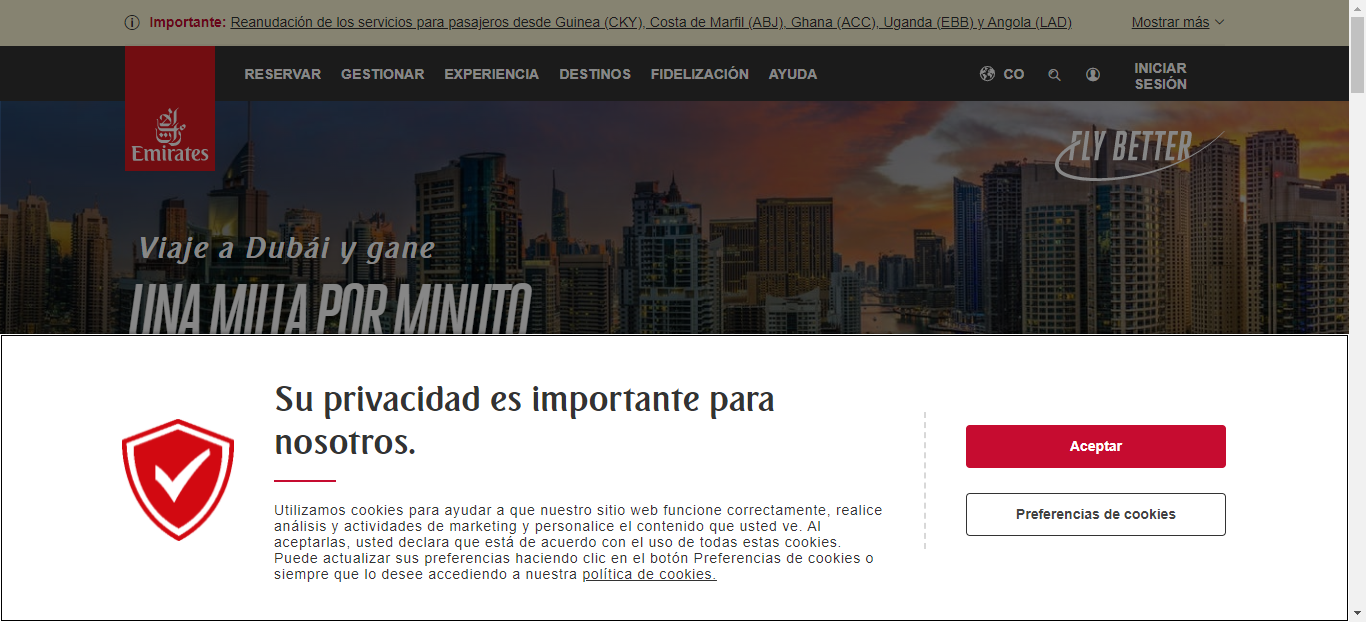 Importante: Reanudación de los servicios para pasajeros desde Guinea (CKY), Costa de Marfil (ABJ), Ghana (ACC), Uganda (EBB) y Angola (LAD) Mostrar más
RESERVAR GESTIONAR EXPERIENCIA DESTINOS FIDELIZACIÓN AYUDA CO INICIAR
SESIÓN
Emirates
FLY BETTER
Viaje a Dubái y gane
UNA MILLA POR MINUTO
Su privacidad es importante para
nosotros.
Utilizamos cookies para ayudar a que nuestro sitio web funcione correctamente, realice
análisis y actividades de marketing y personalice el contenido que usted ve. Al
aceptarlas, usted declara que está de acuerdo con el uso de todas estas cookies.
Puede actualizar sus preferencias haciendo clic en el botón Preferencias de cookies o
siempre que lo desee accediendo a nuestra política de cookies.
Aceptar
Preferencias de cookies